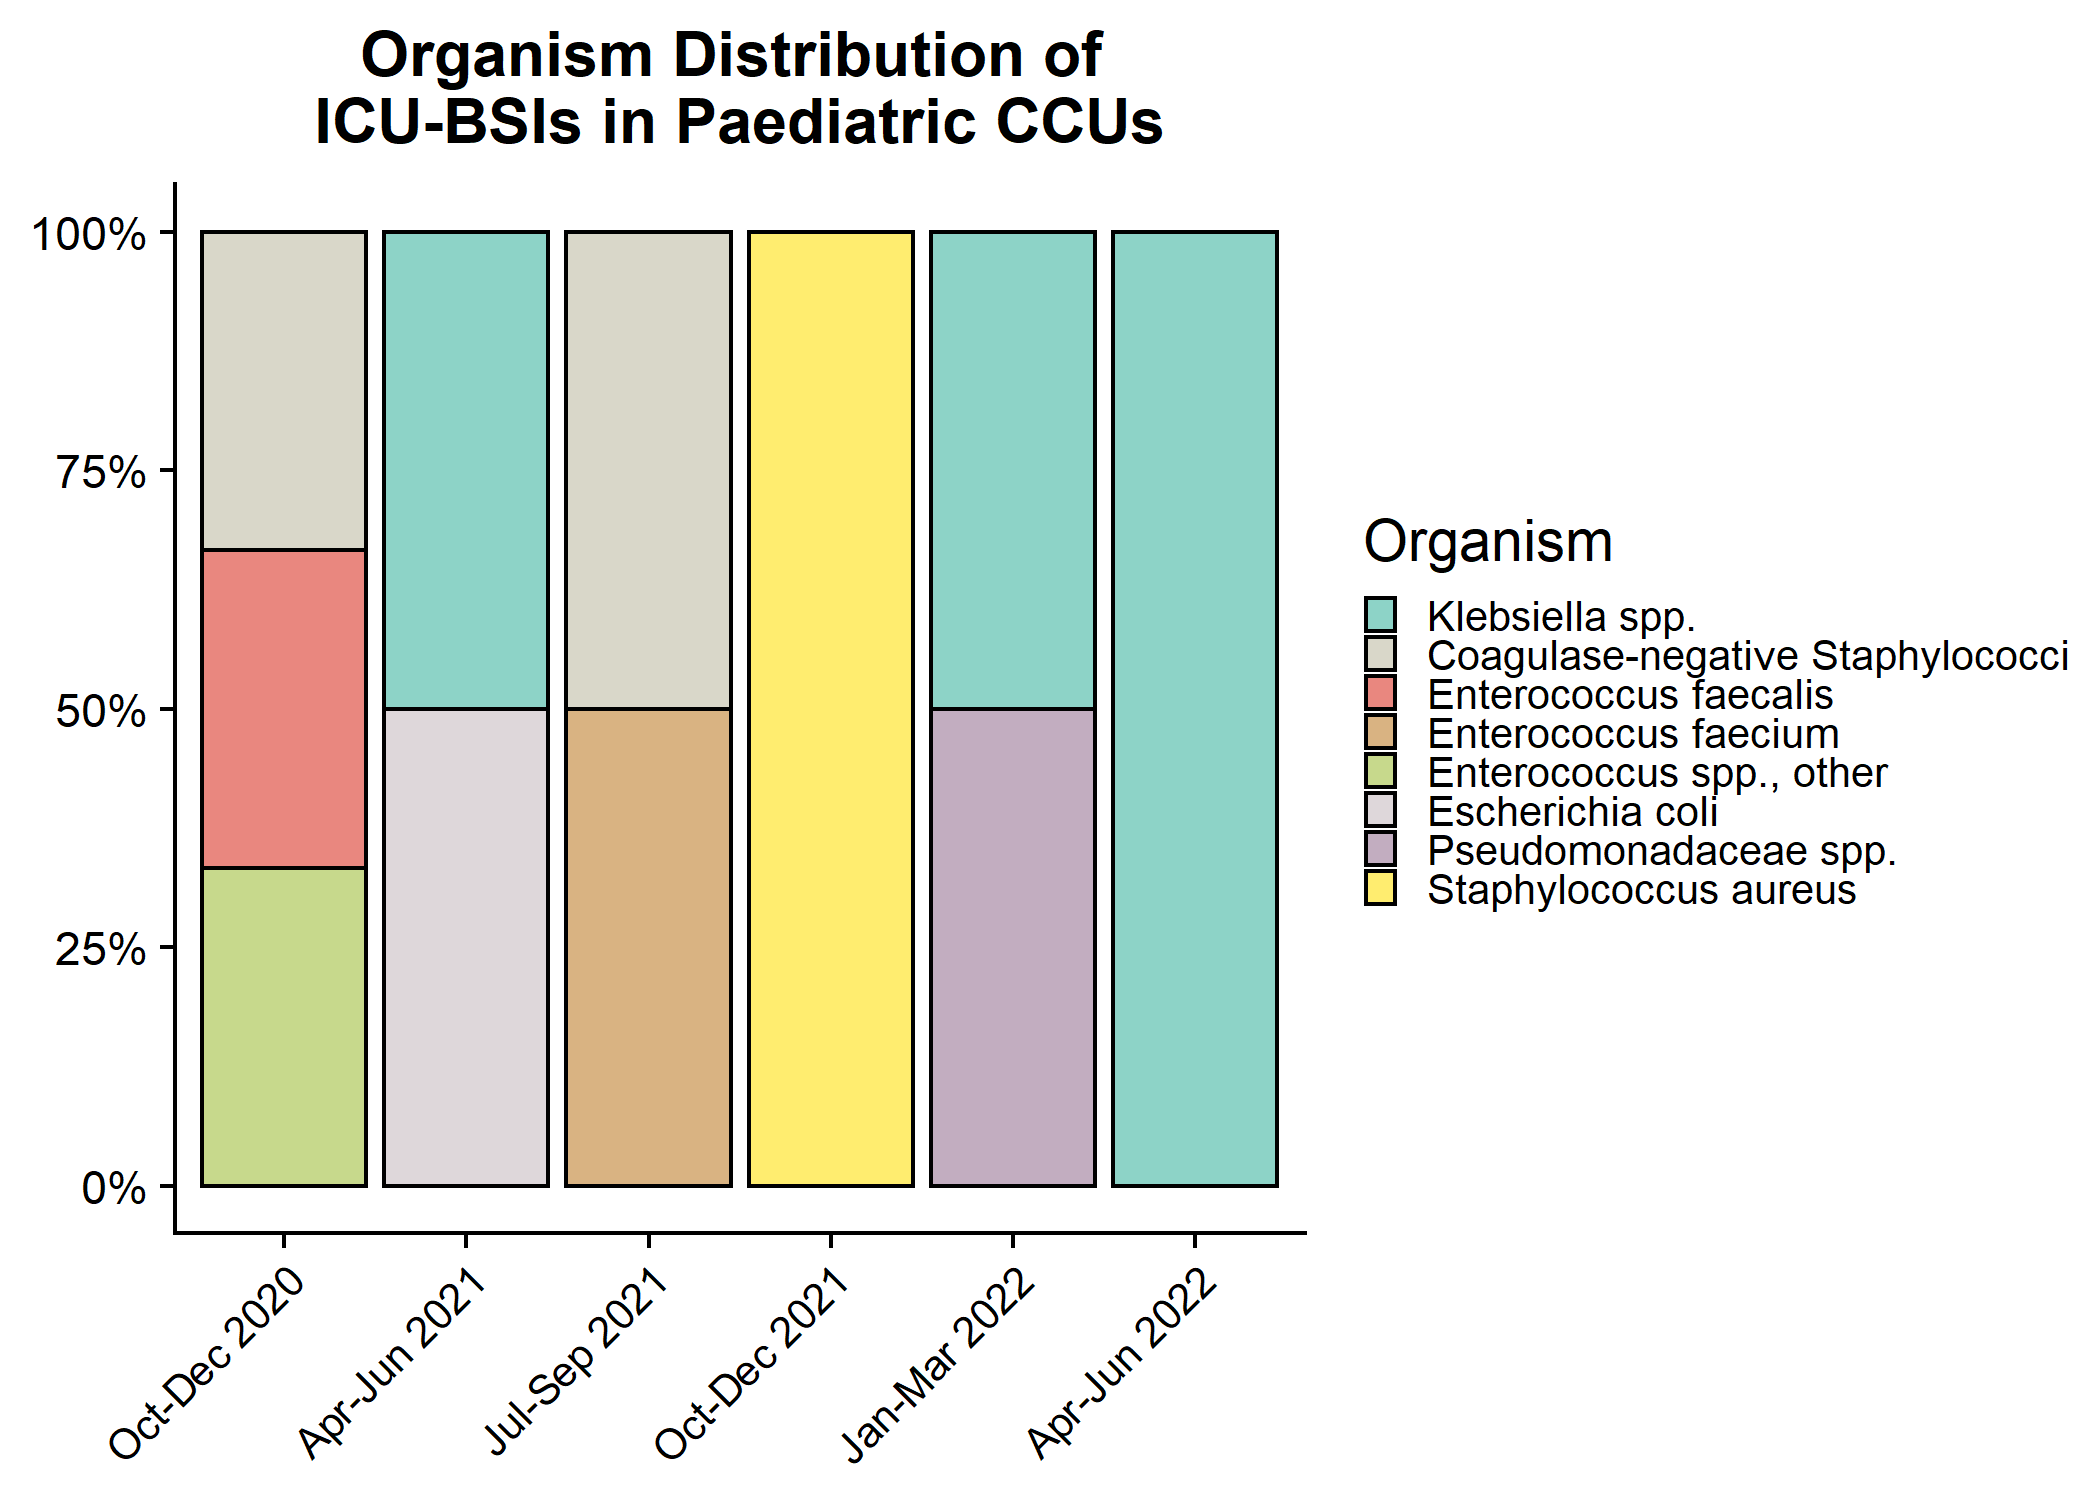 Organism Distribution of
ICU-BSIs in Paediatric CCUs
100%
75%
50%
25%
0%
Oct-Dec 2020
Apr-Jun 2021
Jul-Sep 2021
Oct-Dec 2021
Jan-Mar 2022
Apr-Jun 2022
Organism
Klebsiella spp.
Coagulase-negative Staphylococci
Enterococcus faecalis
Enterococcus faecium
Enterococcus spp., other
Escherichia coli
Pseudomonadaceae spp.
Staphylococcus aureus